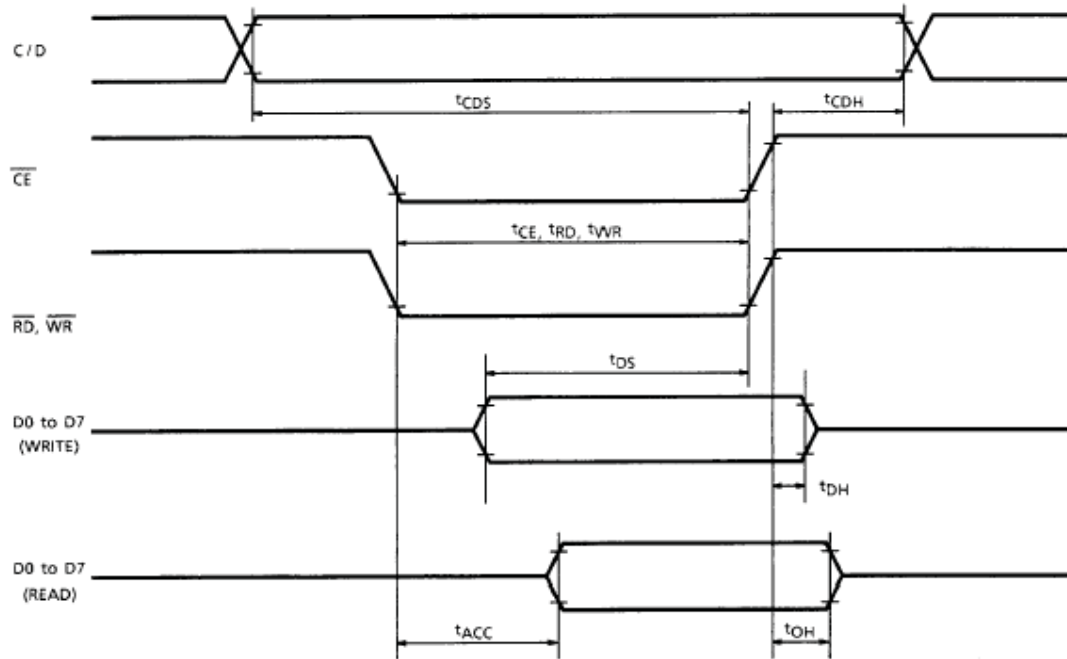 C/D
tCDS
tCDH
CE
tCE, tRD, tWR
RD, WR
tDS
D0 to D7
(WRITE)
tDH
D0 to D7
(READ)
tACC
tOH